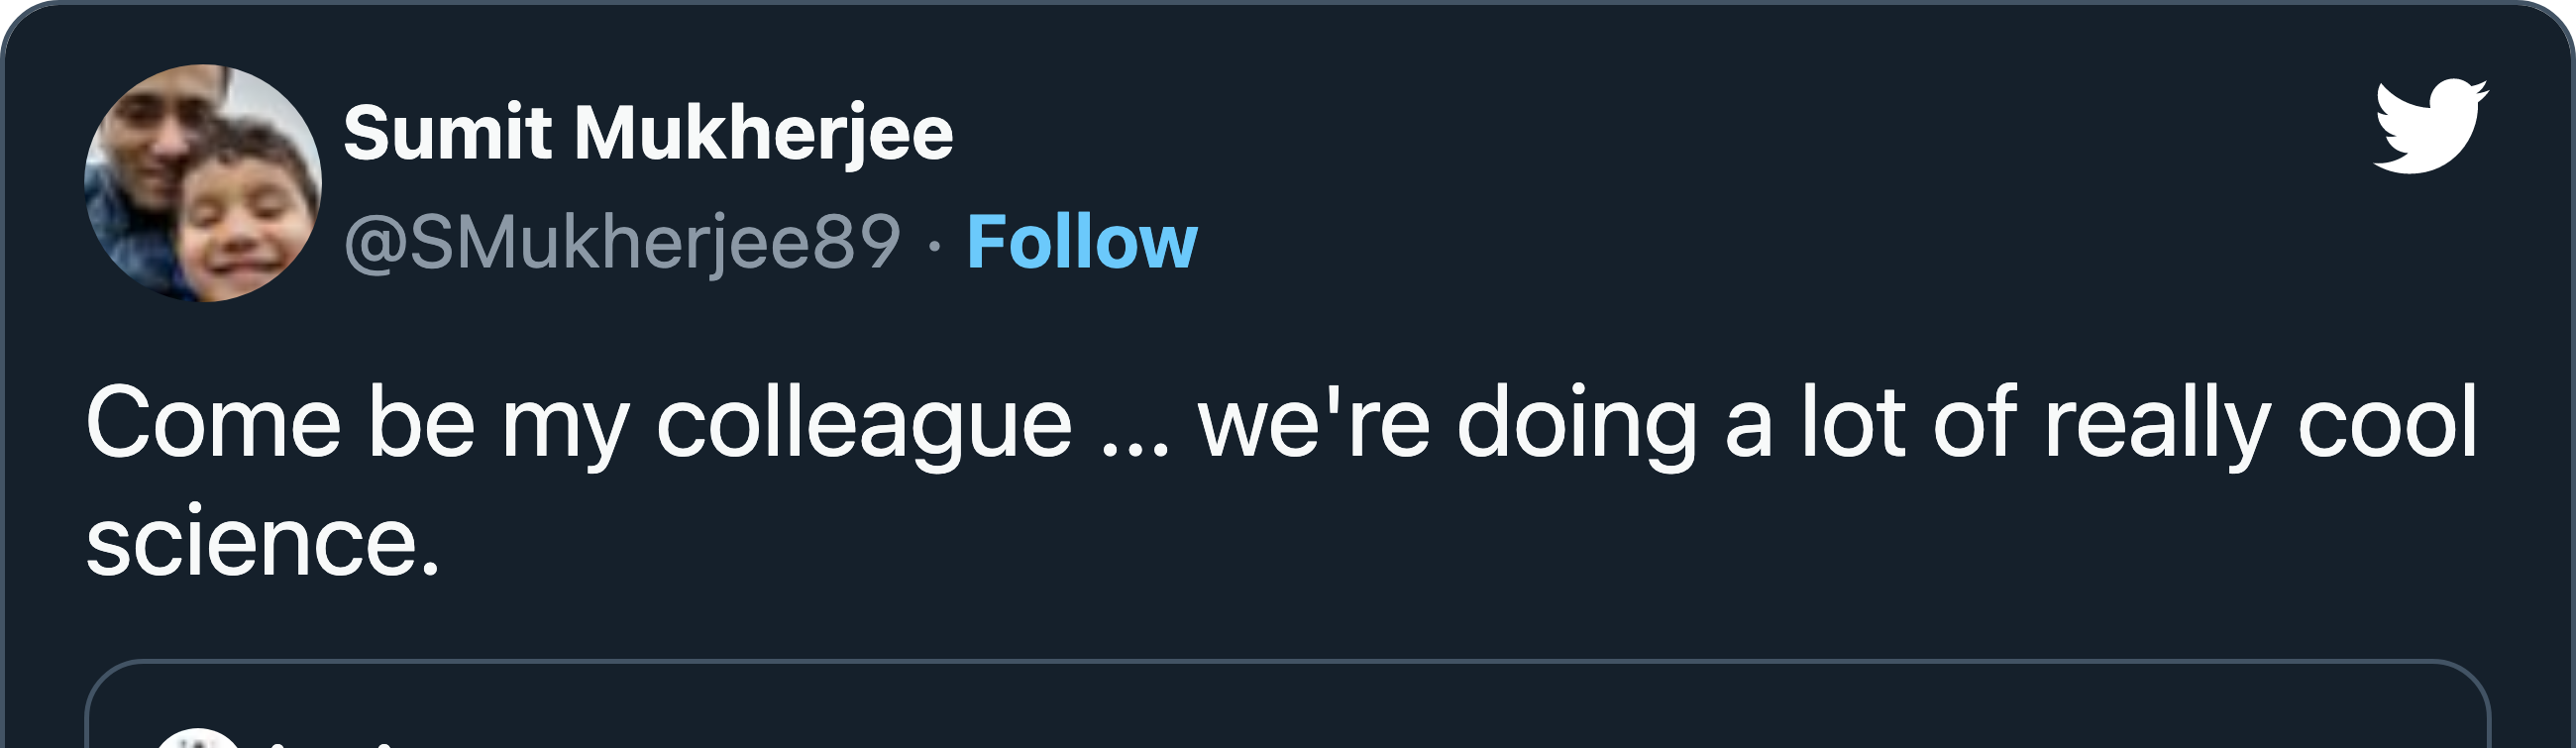 Sumit Mukherjee
@SMukherjee89 · Follow
Come be my colleague ... we're doing a lot of really cool
science.